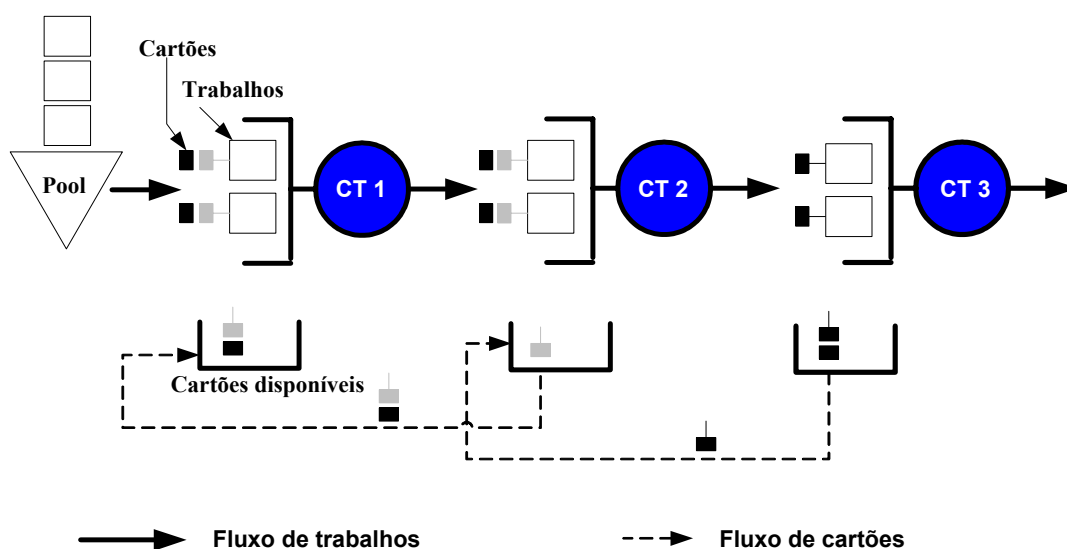 Cartões
Trabalhos
Pool
CT 1
CT 2
CT 3
Cartões disponíveis
Fluxo de trabalhos
Fluxo de cartões